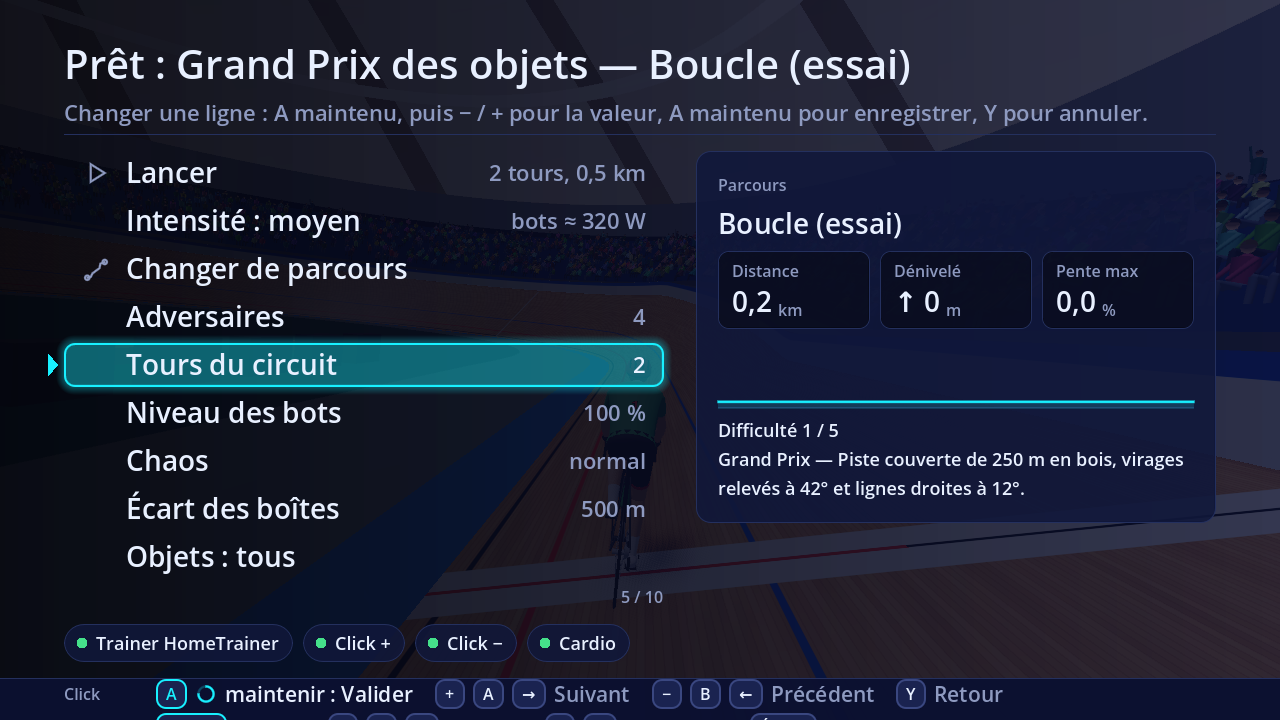 Prêt : Grand Prix des objets — Boucle (essai)
Changer une ligne : A maintenu, puis − / + pour la valeur, A maintenu pour enregistrer, Y pour annuler.
Lancer 2 tours, 0,5 km
Intensité : moyen bots ≈ 320 W
Changer de parcours
Adversaires 4
Tours du circuit 2
Niveau des bots 100 %
Chaos normal
Écart des boîtes 500 m
Objets : tous
5 / 10
Parcours
Boucle (essai)
Distance Dénivelé Pente max
0,2 km ↑ 0 m 0,0 %
Difficulté 1 / 5
Grand Prix — Piste couverte de 250 m en bois, virages
relevés à 42° et lignes droites à 12°.
Trainer HomeTrainer Click + Click − Cardio
Click A maintenir : Valider + A → Suivant − B ← Précédent Y Retour